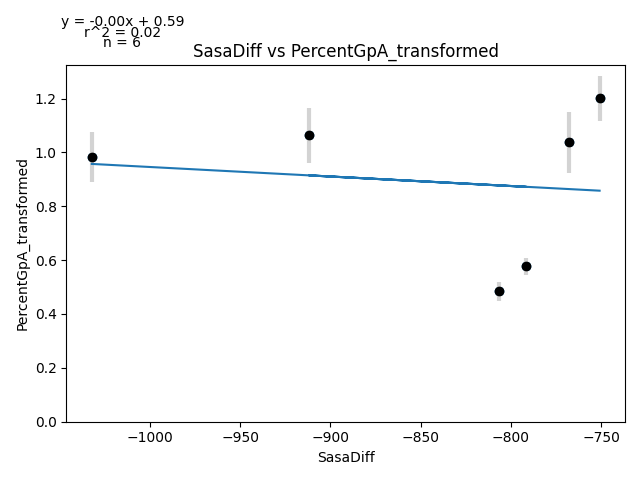 y = -0.00x + 0.59
r^2 = 0.02
n = 6
SasaDiff vs PercentGpA_transformed
PercentGpA_transformed
1.2
1.0
0.8
0.6
0.4
0.2
0.0
−1000 −950 −900 −850 −800 −750
SasaDiff